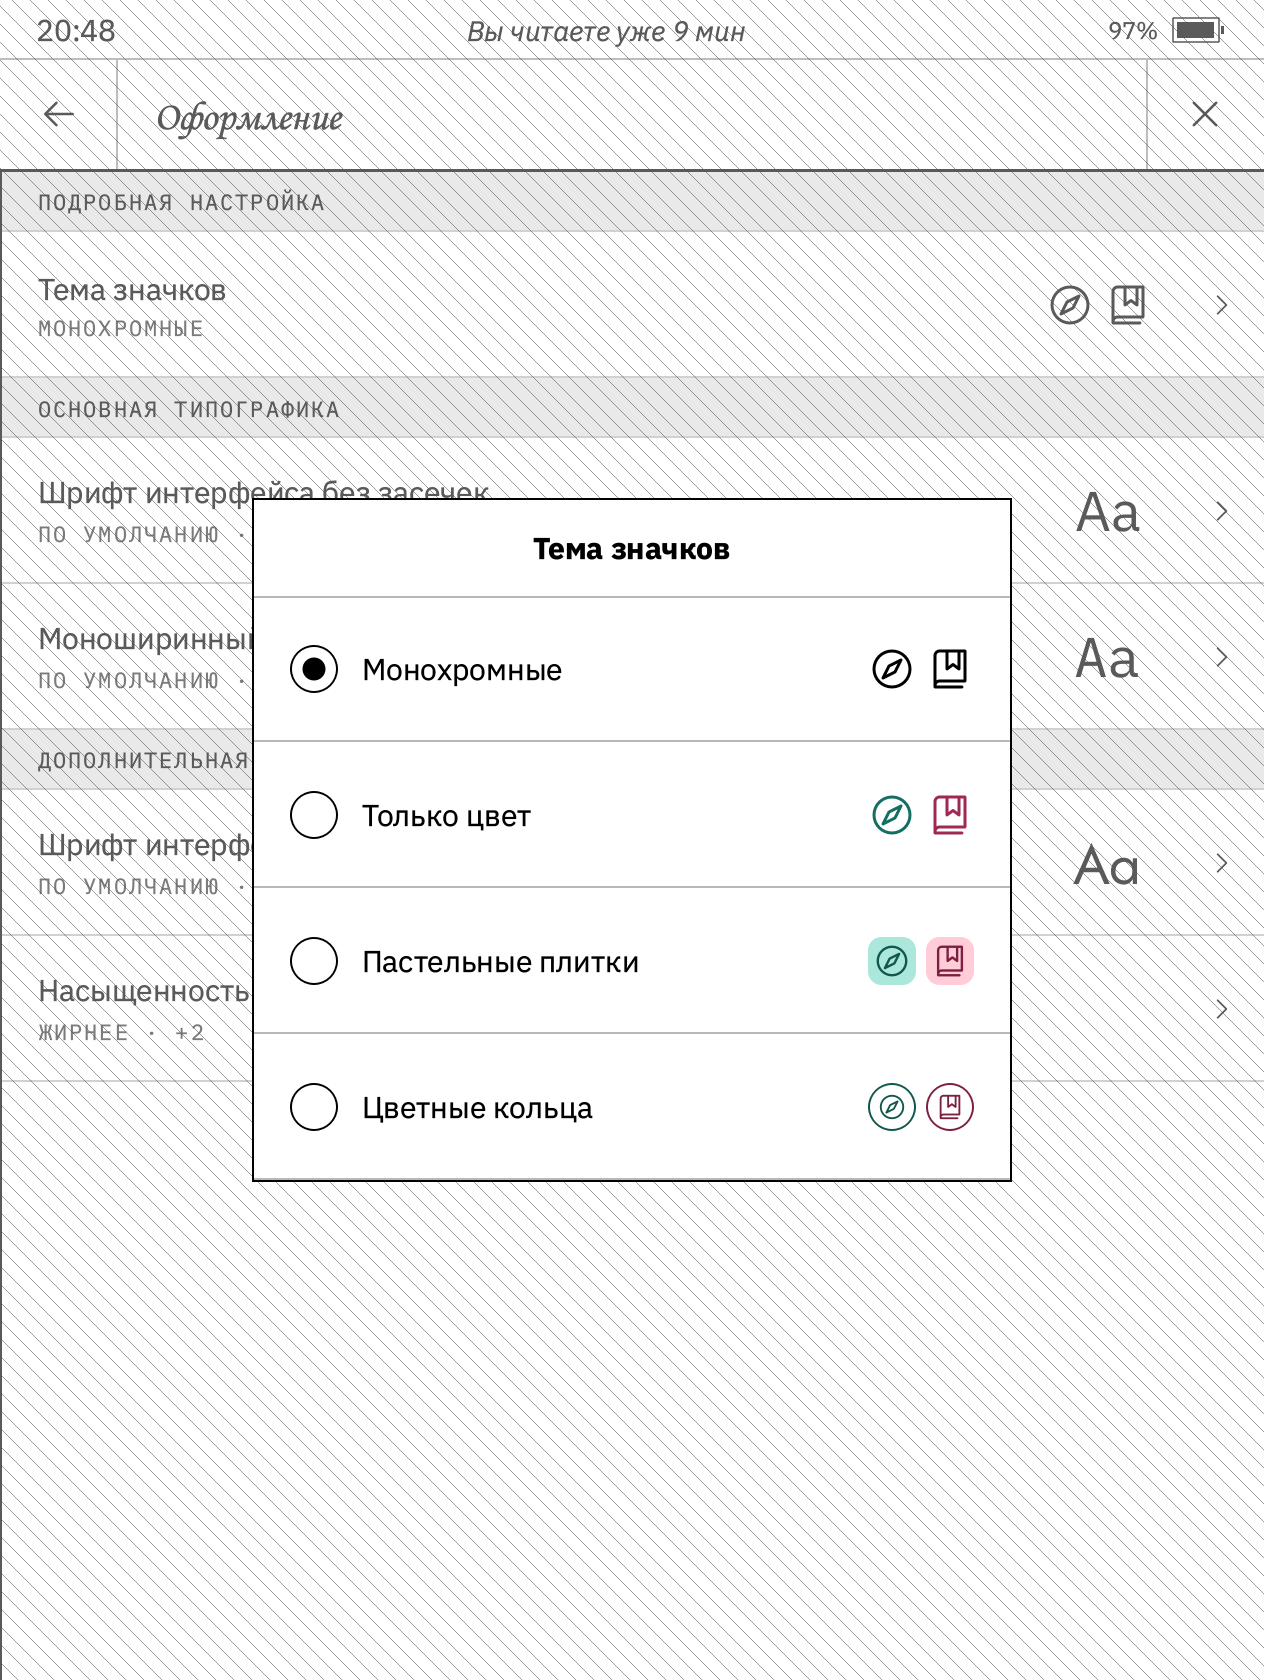 20:48
Вы читаете уже 9 мин
97%
Оформление
ПОДРОБНАЯ НАСТРОЙКА
Тема значков
МОНОХРОМНЫЕ
ОСНОВНАЯ ТИПОГРАФИКА
Шрифт интерфейса без засечек
ПО УМОЛЧАНИЮ ·
Aa
ПО УМОЛЧАНИЮ ·
Aa
ДОПОЛНИТЕЛЬНАЯ
Шрифт
ПО УМОЛЧАНИЮ ·
Aa
Насыщенность
ЖИРНЕЕ · +2
Тема значков
Монохромные
Только цвет
Пастельные плитки
Цветные кольца